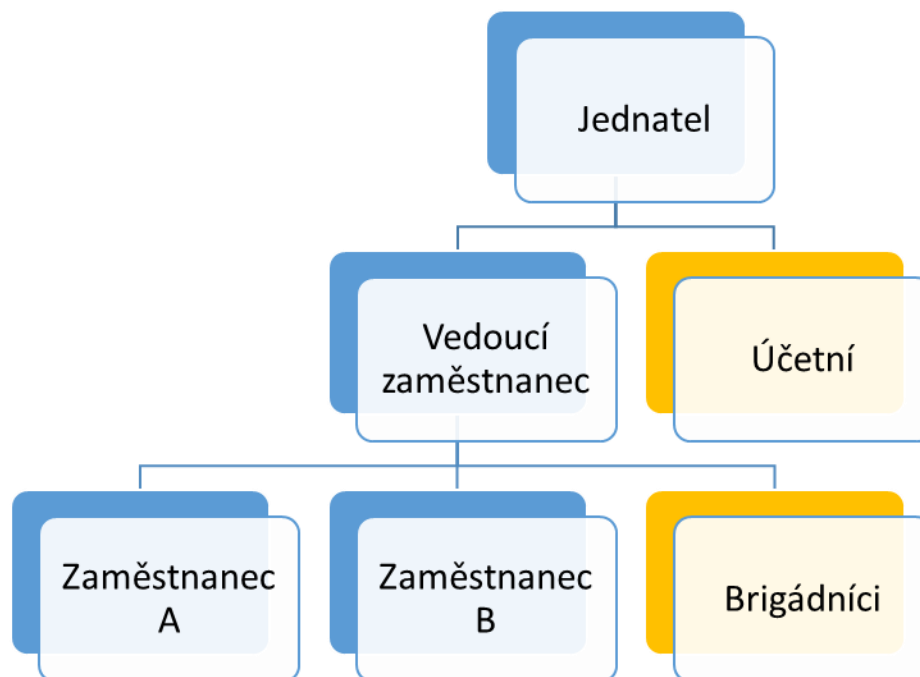 Jednatel
Vedoucí
zaměstnanec
Účetní
Zaměstnanec
A
Zaměstnanec
B
Brigádníci